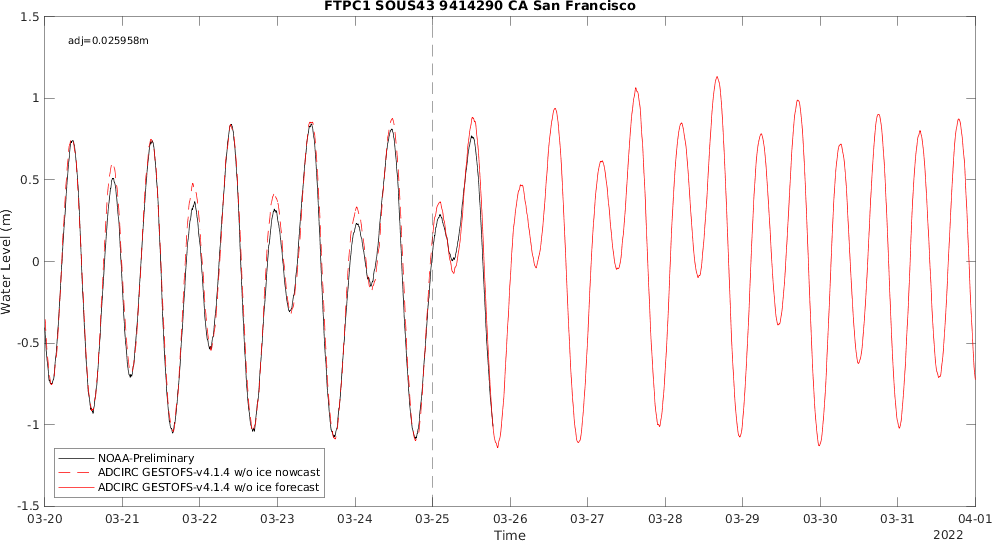 FTPC1 SOUS43 9414290 CA San Francisco
adj=0.025958m
Water Level (m)
1.5
1
0.5
0
-0.5
-1
-1.5
NOAA-Preliminary
ADCIRC GESTOFS-v4.1.4 w/o ice nowcast
ADCIRC GESTOFS-v4.1.4 w/o ice forecast
03-20 03-21 03-22 03-23 03-24 03-25 03-26 03-27 03-28 03-29 03-30 03-31 04-01
Time
2022